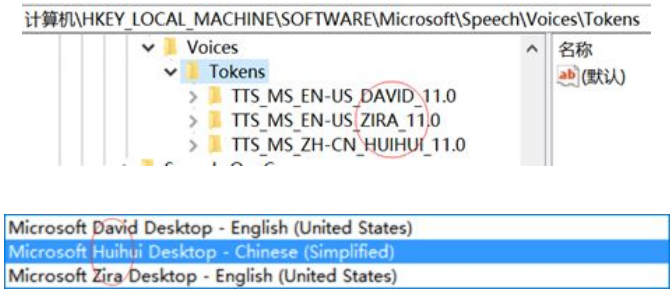 计算机\HKEY_LOCAL_MACHINE\SOFTWARE\Microsoft\Speech\Voices\Tokens
Voices
名称
Tokens
ab (默认)
TTS_MS_EN-US_DAVID_11.0
TTS_MS_EN-US_ZIRA_11.0
TTS_MS_ZH-CN_HUIHUI_11.0
Microsoft David Desktop - English (United States)
Microsoft Huihui Desktop - Chinese (Simplified)
Microsoft Zira Desktop - English (United States)